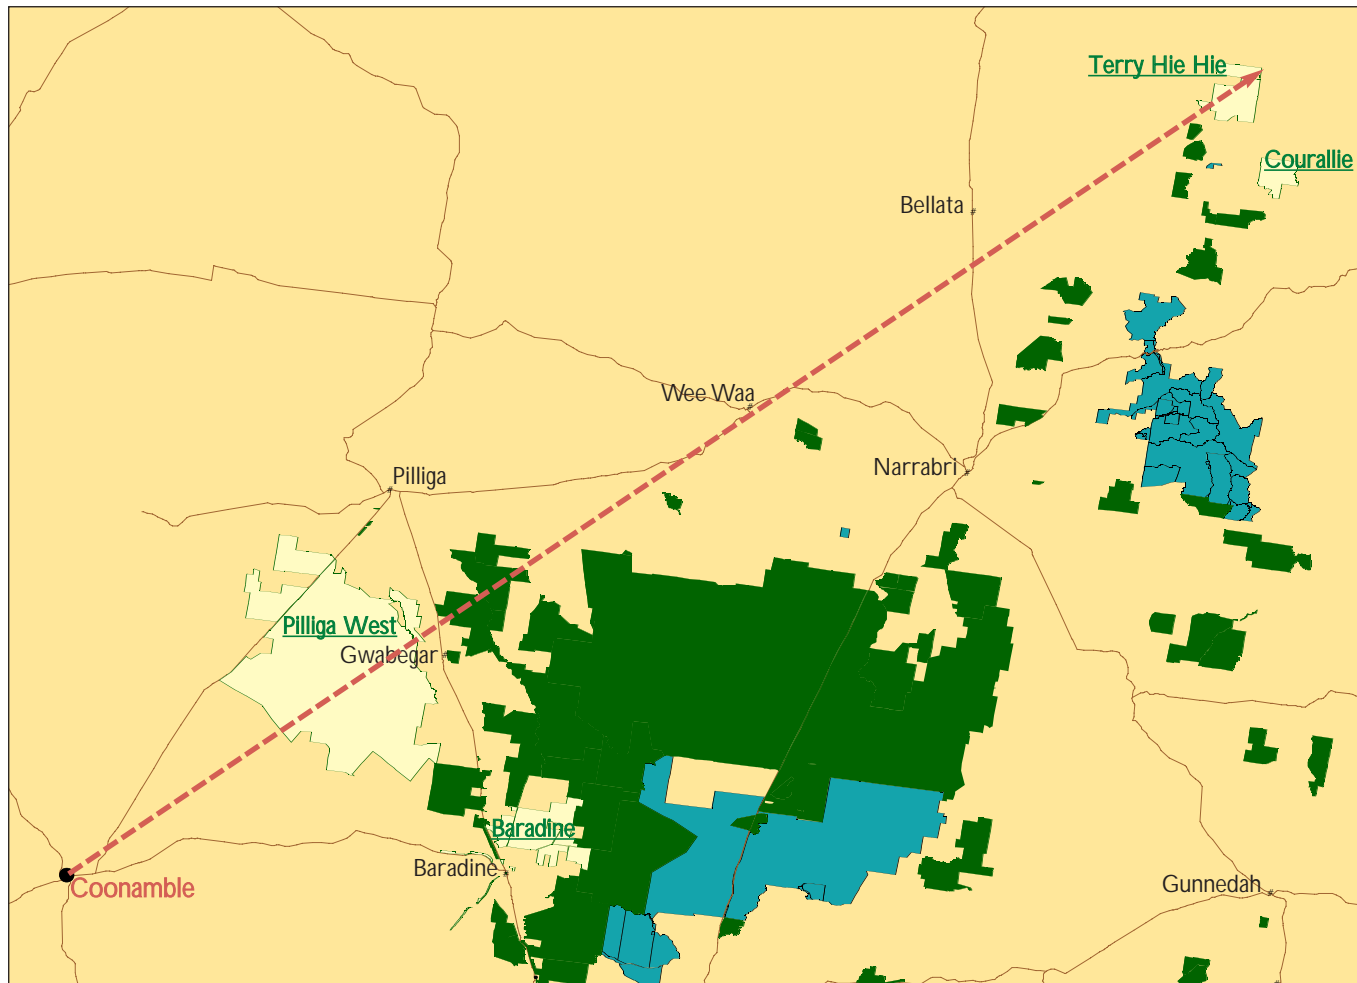 Terry Hie Hie
Courallie
Bellata
Wee Waa
Narrabri
Pilliga
Pilliga West
Gwabegar
Baradine
Baradine
Coonamble
Gunnedah